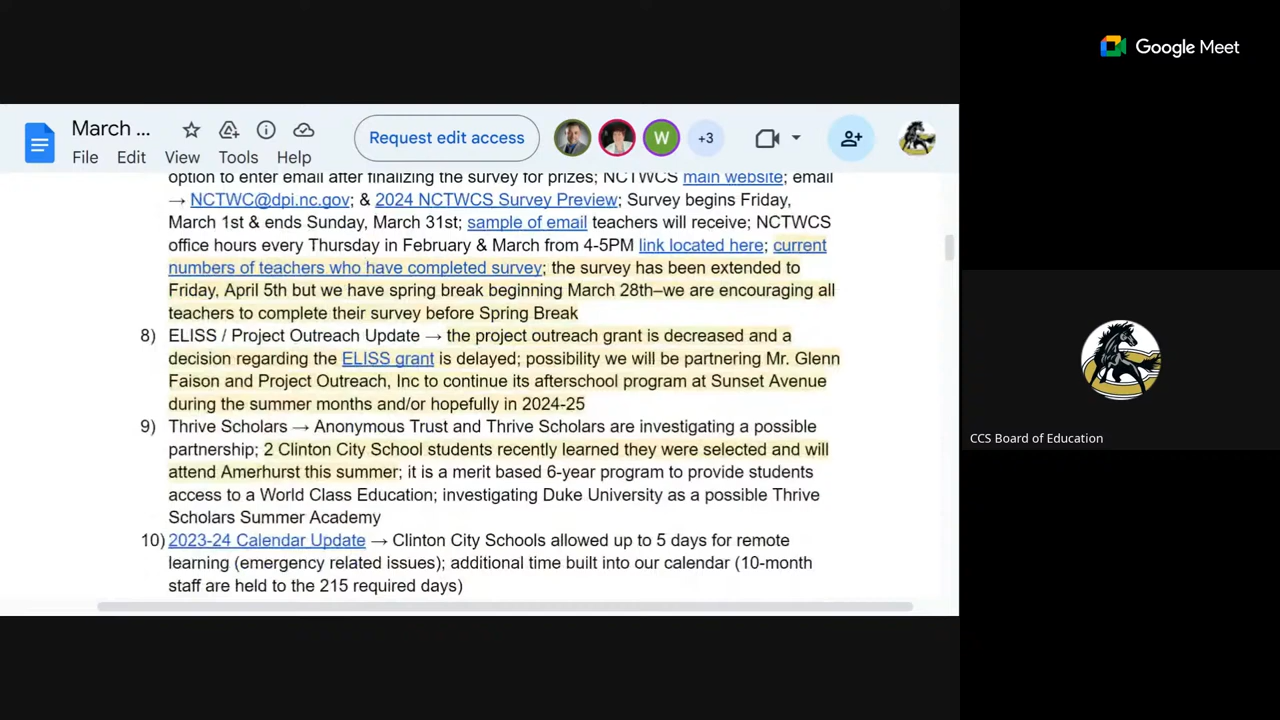 Google Meet
March ...
Request edit access
W
+3
File Edit View Tools Help
option to enter email after finalizing the survey for prizes; NCTWCS main website; email
→ NCTWC@dpi.nc.gov; & 2024 NCTWCS Survey Preview; Survey begins Friday,
March 1st & ends Sunday, March 31st; sample of email teachers will receive; NCTWCS
office hours every Thursday in February & March from 4-5PM link located here; current
numbers of teachers who have completed survey; the survey has been extended to
Friday, April 5th but we have spring break beginning March 28th–we are encouraging all
teachers to complete their survey before Spring Break
8) ELISS / Project Outreach Update → the project outreach grant is decreased and a
decision regarding the ELISS grant is delayed; possibility we will be partnering Mr. Glenn
Faison and Project Outreach, Inc to continue its afterschool program at Sunset Avenue
during the summer months and/or hopefully in 2024-25
9) Thrive Scholars → Anonymous Trust and Thrive Scholars are investigating a possible
partnership; 2 Clinton City School students recently learned they were selected and will
attend Amerhurst this summer; it is a merit based 6-year program to provide students
access to a World Class Education; investigating Duke University as a possible Thrive
Scholars Summer Academy
10) 2023-24 Calendar Update → Clinton City Schools allowed up to 5 days for remote
learning (emergency related issues); additional time built into our calendar (10-month
staff are held to the 215 required days)
CCS Board of Education